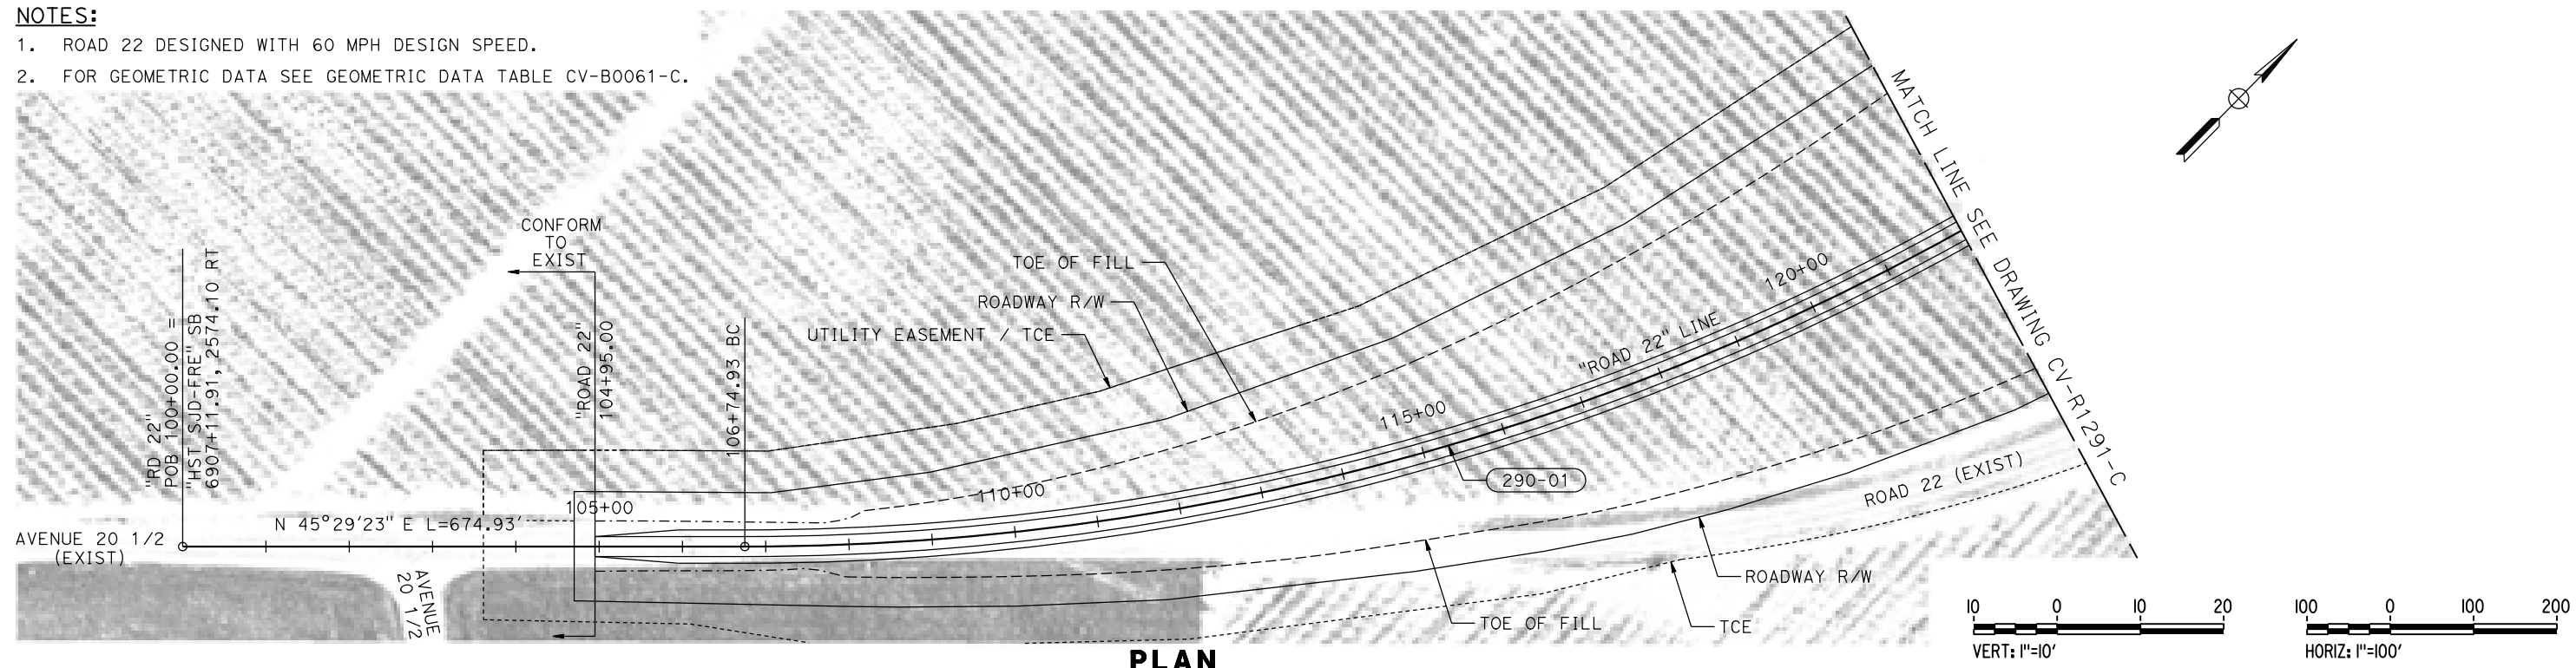 NOTES:
1. ROAD 22 DESIGNED WITH 60 MPH DESIGN SPEED.
2. FOR GEOMETRIC DATA SEE GEOMETRIC DATA TABLE CV-B0061-C.
CONFORM
TO
EXIST
"RD 22"
POB 100+00.00 =
"HST SJD-FRE" SB
6907+11.91, 2574.10 RT
"ROAD 22"
104+95.00
106+74.93 BC
TOE OF FILL
ROADWAY R/W
UTILITY EASEMENT / TCE
"ROAD 22" LINE
105+00
110+00
115+00
120+00
290-01
N 45°29'23" E L=674.93'
AVENUE 20 1/2
(EXIST)
AVENUE
20 1/2
ROAD 22 (EXIST)
ROADWAY R/W
TOE OF FILL
TCE
MATCH LINE SEE DRAWING CV-R1291-C
10 0 10 20
VERT: 1"=10'
100 0 100 200
HORIZ: 1"=100'
PLAN